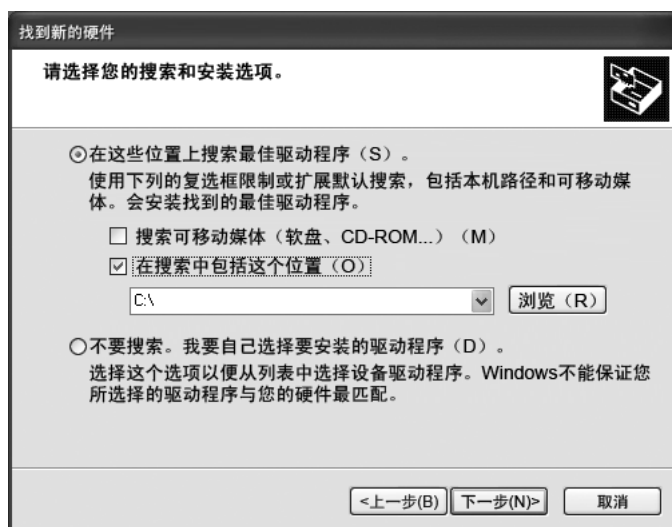 找到新的硬件
请选择您的搜索和安装选项。
在这些位置上搜索最佳驱动程序（S）。
使用下列的复选框限制或扩展默认搜索，包括本机路径和可移动媒
体。会安装找到的最佳驱动程序。
搜索可移动媒体（软盘、CD-ROM...）（M）
在搜索中包括这个位置（O）
C:\
浏览（R）
不要搜索。我要自己选择要安装的驱动程序（D）。
选择这个选项以便从列表中选择设备驱动程序。Windows不能保证您
所选择的驱动程序与您的硬件最匹配。
<上一步(B) 下一步(N)> 取消